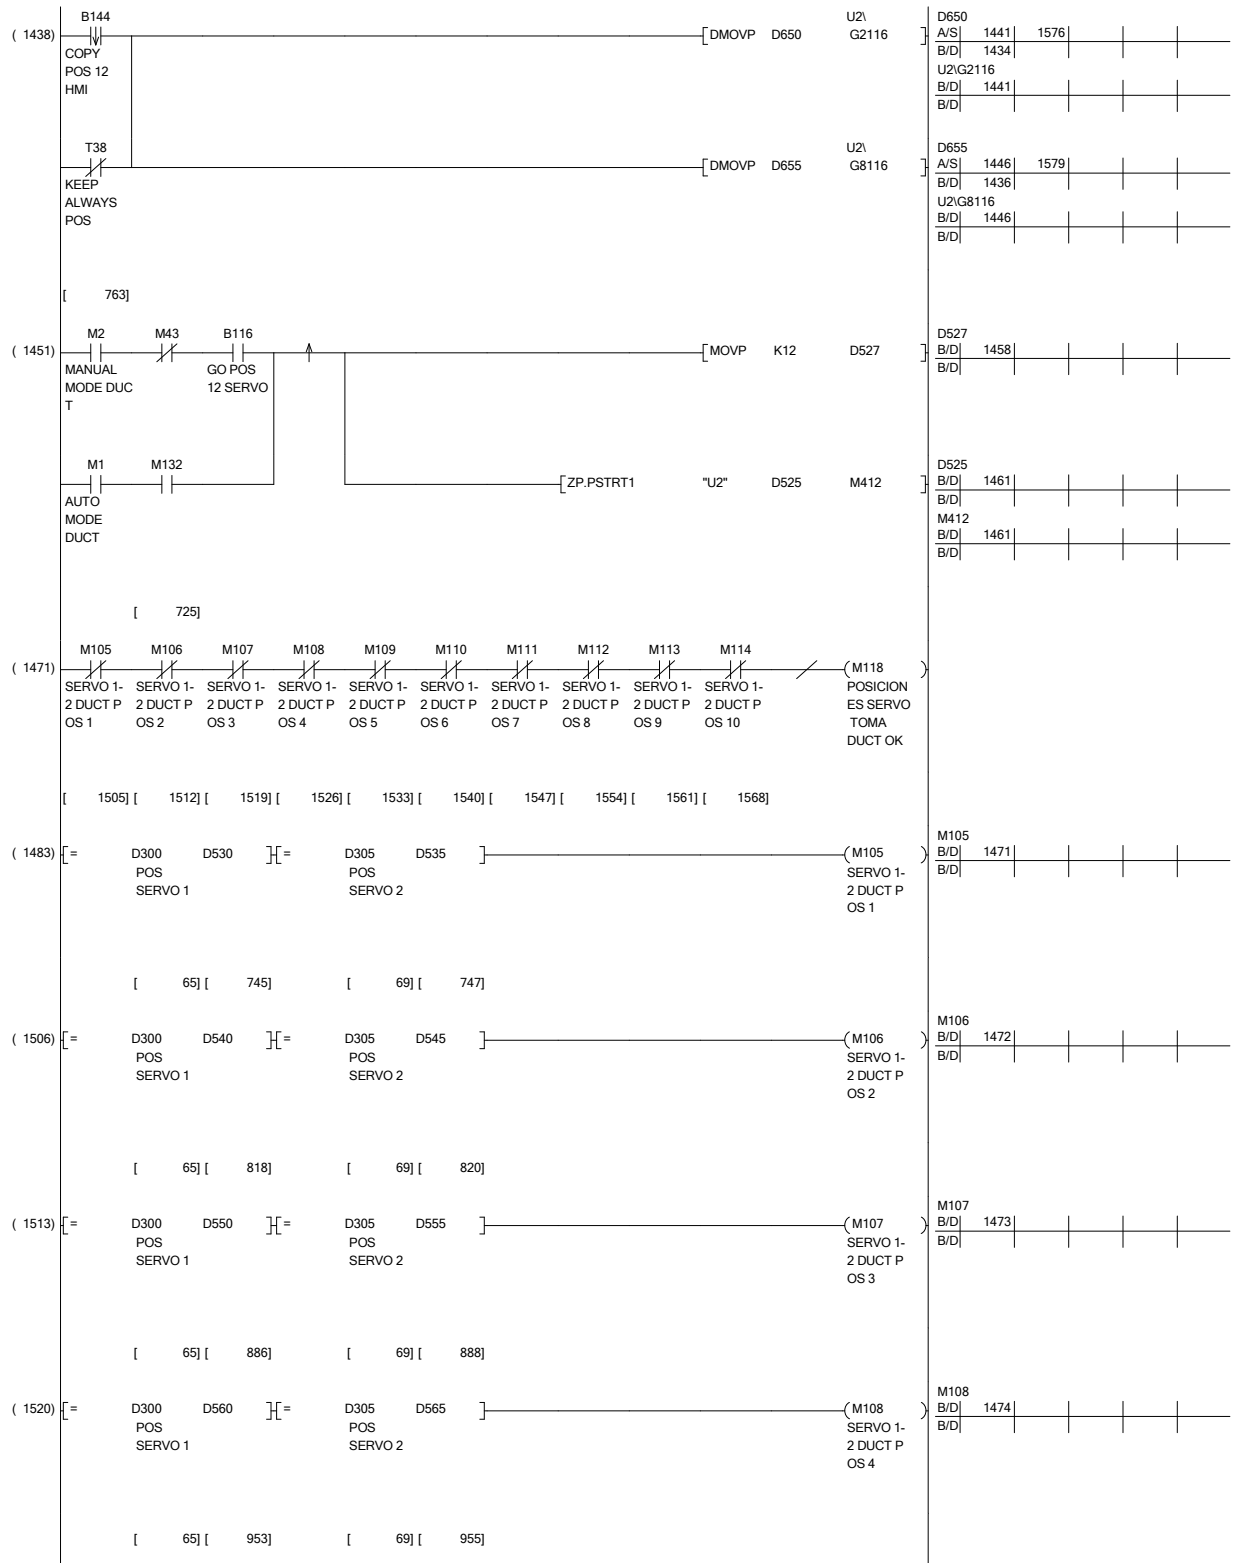 B144 U2\ D650
( 1438) [ DMOVP D650 G2116 ] A/S 1441 1576
COPY B/D 1434
POS 12 U2\G2116
HMI B/D 1441
B/D
T38 U2\ D655
[ DMOVP D655 G8116 ] A/S 1446 1579
KEEP B/D 1436
ALWAYS U2\G8116
POS B/D 1446
B/D
[ 763]
M2 M43 B116 D527
( 1451) [ MOVP K12 D527 ] B/D 1458
MANUAL GO POS B/D
MODE DUC 12 SERVO
T
M1 M132 D525
[ ZP.PSTRT1 "U2" D525 M412 ] B/D 1461
AUTO B/D
MODE M412
DUCT B/D 1461
B/D
[ 725]
M105 M106 M107 M108 M109 M110 M111 M112 M113 M114
( 1471) ( M118 )
SERVO 1- SERVO 1- SERVO 1- SERVO 1- SERVO 1- SERVO 1- SERVO 1- SERVO 1- SERVO 1- SERVO 1- POSICION
2 DUCT P 2 DUCT P 2 DUCT P 2 DUCT P 2 DUCT P 2 DUCT P 2 DUCT P 2 DUCT P 2 DUCT P 2 DUCT P ES SERVO
OS 1 OS 2 OS 3 OS 4 OS 5 OS 6 OS 7 OS 8 OS 9 OS 10 TOMA
DUCT OK
[ 1505] [ 1512] [ 1519] [ 1526] [ 1533] [ 1540] [ 1547] [ 1554] [ 1561] [ 1568]
M105
( 1483) [ = D300 D530 ] [ = D305 D535 ] ( M105 ) B/D 1471
POS POS SERVO 1- B/D
SERVO 1 SERVO 2 2 DUCT P
OS 1
[ 65] [ 745] [ 69] [ 747]
M106
( 1506) [ = D300 D540 ] [ = D305 D545 ] ( M106 ) B/D 1472
POS POS SERVO 1- B/D
SERVO 1 SERVO 2 2 DUCT P
OS 2
[ 65] [ 818] [ 69] [ 820]
M107
( 1513) [ = D300 D550 ] [ = D305 D555 ] ( M107 ) B/D 1473
POS POS SERVO 1- B/D
SERVO 1 SERVO 2 2 DUCT P
OS 3
[ 65] [ 886] [ 69] [ 888]
M108
( 1520) [ = D300 D560 ] [ = D305 D565 ] ( M108 ) B/D 1474
POS POS SERVO 1- B/D
SERVO 1 SERVO 2 2 DUCT P
OS 4
[ 65] [ 953] [ 69] [ 955]